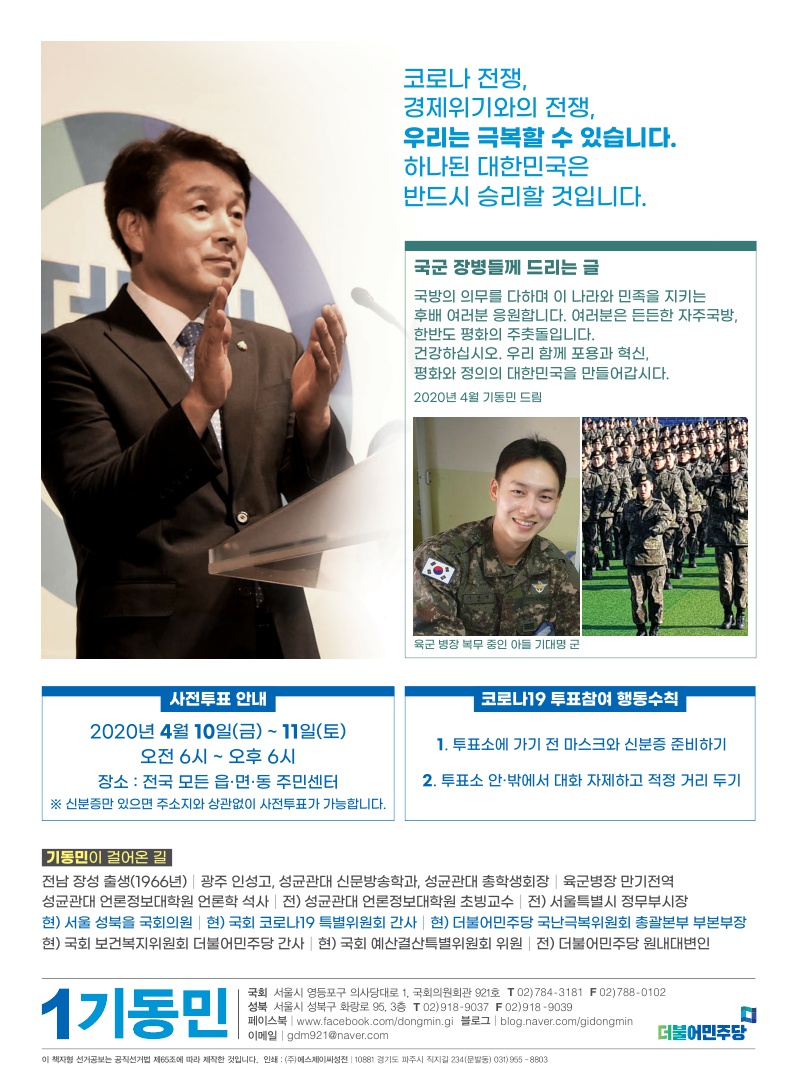 코로나 전쟁,
경제위기와의 전쟁,
우리는 극복할 수 있습니다.
하나된 대한민국은
반드시 승리할 것입니다.
국군 장병들께 드리는 글
국방의 의무를 다하며 이 나라와 민족을 지키는
후배 여러분 응원합니다. 여러분은 든든한 자주국방,
한반도 평화의 주춧돌입니다.
건강하십시오. 우리 함께 포용과 혁신,
평화와 정의의 대한민국을 만들어갑시다.
2020년 4월 기동민 드림
육군 병장 복무 중인 아들 기대명 군
사전투표 안내
2020년 4월 10일(금) ~ 11일(토)
오전 6시 ~ 오후 6시
장소 : 전국 모든 읍·면·동 주민센터
※ 신분증만 있으면 주소지와 상관없이 사전투표가 가능합니다.
코로나19 투표참여 행동수칙
1. 투표소에 가기 전 마스크와 신분증 준비하기
2. 투표소 안·밖에서 대화 자제하고 적정 거리 두기
기동민이 걸어온 길
전남 장성 출생(1966년) | 광주 인성고, 성균관대 신문방송학과, 성균관대 총학생회장 | 육군병장 만기전역
성균관대 언론정보대학원 언론학 석사 | 전) 성균관대 언론정보대학원 초빙교수 | 전) 서울특별시 정무부시장
현) 서울 성북을 국회의원 | 현) 국회 코로나19 특별위원회 간사 | 현) 더불어민주당 국난극복위원회 총괄본부 부본부장
현) 국회 보건복지위원회 더불어민주당 간사 | 현) 국회 예산결산특별위원회 위원 | 전) 더불어민주당 원내대변인
1기동민
국회 서울시 영등포구 의사당대로 1, 국회의원회관 921호 T 02)784-3181 F 02)788-0102
성북 서울시 성북구 화랑로 95, 3층 T 02)918-9037 F 02)918-9039
페이스북 | www.facebook.com/dongmin.gi 블로그 | blog.naver.com/gidongmin
이메일 | gdm921@naver.com
더불어민주당
이 책자형 선거공보는 공직선거법 제65조에 따라 제작한 것입니다. 인쇄 : (주)에스제이씨성전 | 10881 경기도 파주시 직지길 234(문발동) 031)955-8803